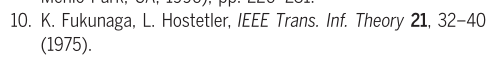 10. K. Fukunaga, L. Hostetler, IEEE Trans. Inf. Theory 21, 32–40
(1975).